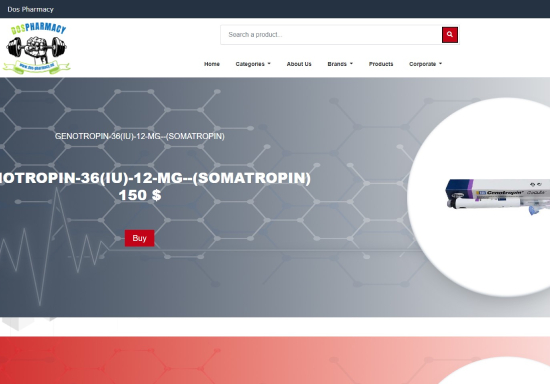 Dos Pharmacy
DOSPHARMACY
Search a product...
Home Categories About Us Brands Products Corporate
GENOTROPIN-36(IU)-12-MG--(SOMATROPIN)
OTROPIN-36(IU)-12-MG--(SOMATROPIN)
150 $
Genotropin
Buy